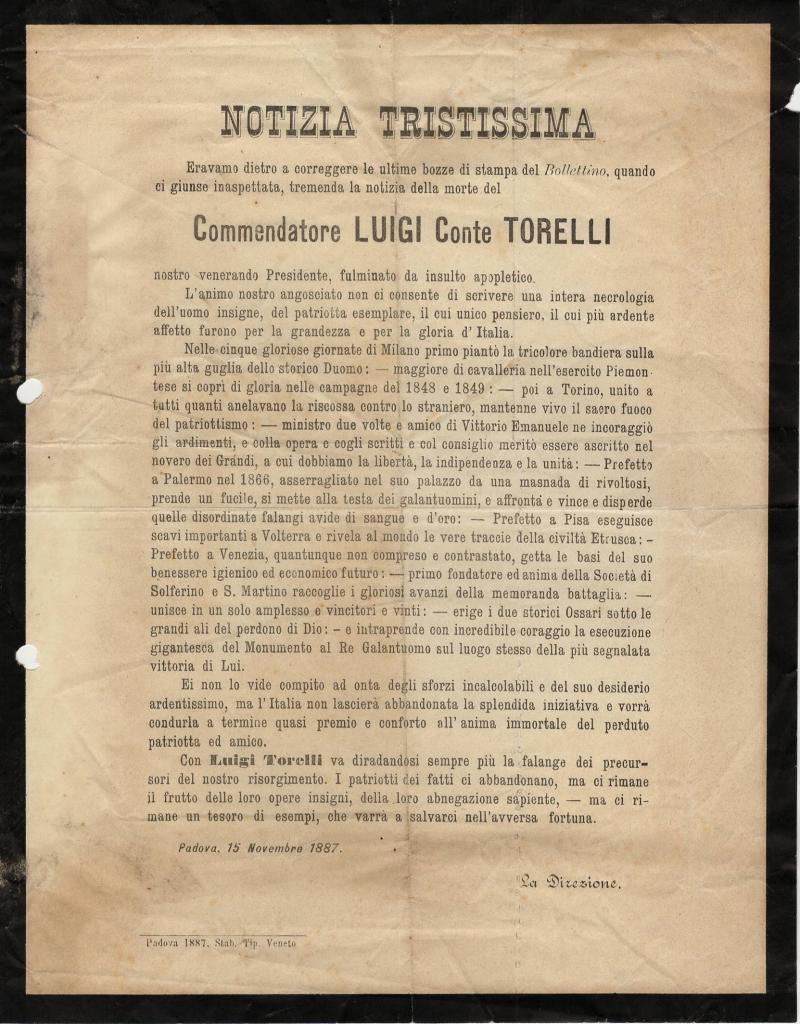 NOTIZIA TRISTISSIMA
Eravamo dietro a correggere le ultime bozze di stampa del Bollettino, quando
ci giunse inaspettata, tremenda la notizia della morte del
Commendatore LUIGI Conte TORELLI
nostro venerando Presidente, fulminato da insulto apopletico.
L'animo nostro angosciato non ci consente di scrivere una intera necrologia
dell'uomo insigne, del patriotta esemplare, il cui unico pensiero, il cui più ardente
affetto furono per la grandezza e per la gloria d' Italia.
Nelle cinque gloriose giornate di Milano primo piantò la tricolore bandiera sulla
più alta guglia dello storico Duomo: — maggiore di cavalleria nell'esercito Piemon-
tese si coprì di gloria nelle campagne del 1848 e 1849: — poi a Torino, unito a
tutti quanti anelavano la riscossa contro lo straniero, mantenne vivo il sacro fuoco
del patriottismo: — ministro due volte e amico di Vittorio Emanuele ne incoraggiò
gli ardimenti, e colla opera e cogli scritti e col consiglio meritò essere ascritto nel
novero dei Grandi, a cui dobbiamo la libertà, la indipendenza e la unità: — Prefetto
a Palermo nel 1866, asserragliato nel suo palazzo da una masnada di rivoltosi,
prende un fucile, si mette alla testa dei galantuomini, e affronta e vince e disperde
quelle disordinate falangi avide di sangue e d'oro: — Prefetto a Pisa eseguisce
scavi importanti a Volterra e rivela al mondo le vere traccie della civiltà Etrusca: -
Prefetto a Venezia, quantunque non compreso e contrastato, getta le basi del suo
benessere igienico ed economico futuro: — primo fondatore ed anima della Società di
Solferino e S. Martino raccoglie i gloriosi avanzi della memoranda battaglia: —
unisce in un solo amplesso e vincitori e vinti: — erige i due storici Ossari sotto le
grandi ali del perdono di Dio: - e intraprende con incredibile coraggio la esecuzione
gigantesca del Monumento al Re Galantuomo sul luogo stesso della più segnalata
vittoria di Lui.
Ei non lo vide compito ad onta degli sforzi incalcolabili e del suo desiderio
ardentissimo, ma l' Italia non lascierà abbandonata la splendida iniziativa e vorrà
condurla a termine quasi premio e conforto all' anima immortale del perduto
patriotta ed amico.
Con Luigi Torelli va diradandosi sempre più la falange dei precur-
sori del nostro risorgimento. I patriotti dei fatti ci abbandonano, ma ci rimane
il frutto delle loro opere insigni, della loro abnegazione sapiente, — ma ci ri-
mane un tesoro di esempi, che varrà a salvarci nell'avversa fortuna.
Padova, 15 Novembre 1887.
La Direzione.
Padova 1887, Stab. Tip. Veneto